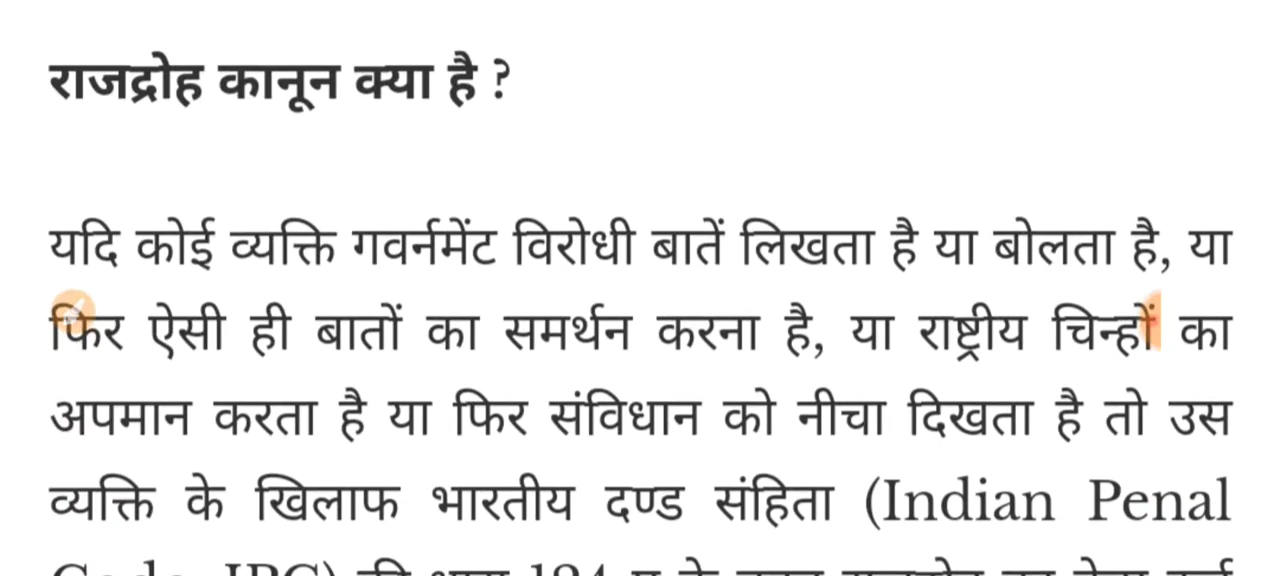 राजद्रोह कानून क्या है ?
यदि कोई व्यक्ति गवर्नमेंट विरोधी बातें लिखता है या बोलता है, या
फिर ऐसी ही बातों का समर्थन करना है, या राष्ट्रीय चिन्हों का
अपमान करता है या फिर संविधान को नीचा दिखता है तो उस
व्यक्ति के खिलाफ भारतीय दण्ड संहिता (Indian Penal